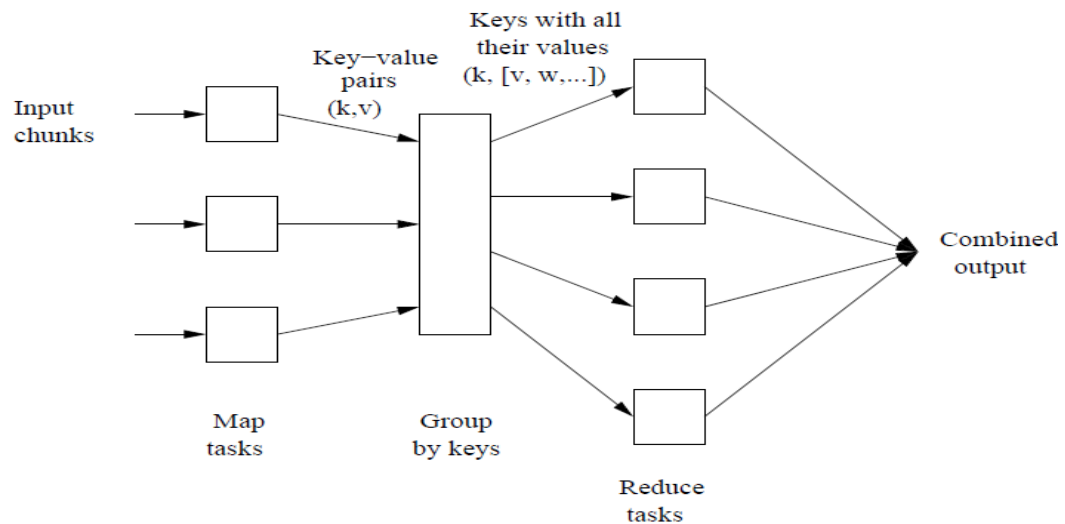 Input
chunks
Key−value
pairs
(k,v)
Keys with all
their values
(k, [v, w,...])
Combined
output
Map
tasks
Group
by keys
Reduce
tasks